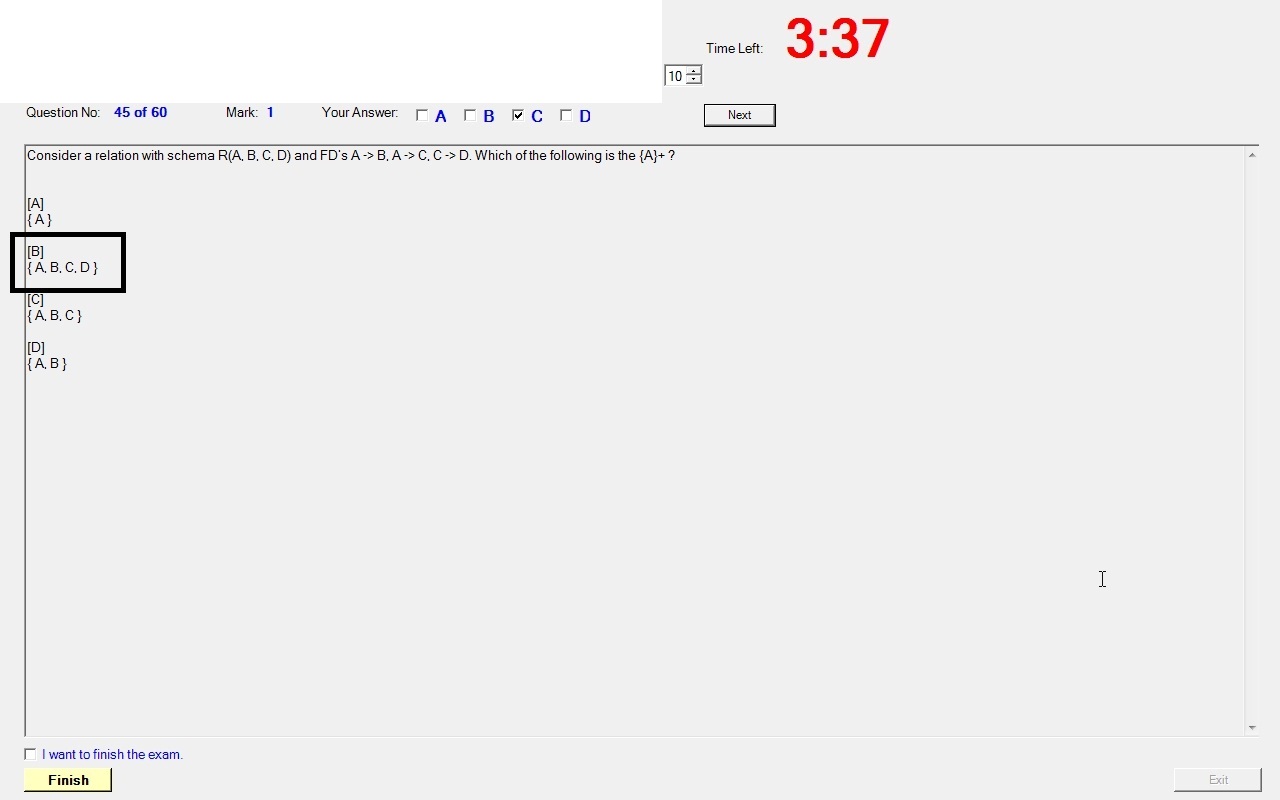 Time Left: 3:37
10
Question No: 45 of 60 Mark: 1 Your Answer: A B C D Next
Consider a relation with schema R(A, B, C, D) and FD's A -> B, A -> C, C -> D. Which of the following is the {A}+ ?
[A]
{ A }
[B]
{ A, B, C, D }
[C]
{ A, B, C }
[D]
{ A, B }
I want to finish the exam.
Finish Exit